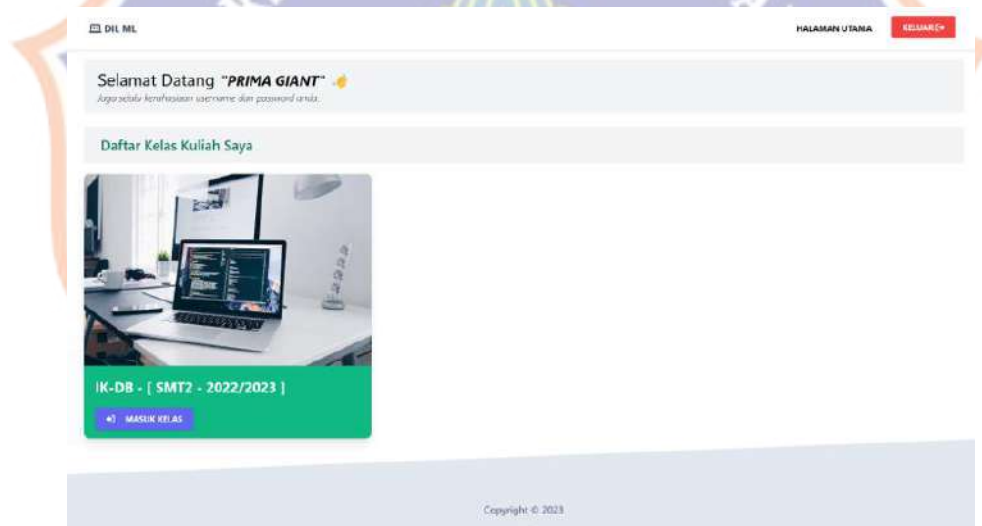 DIL ML
HALAMAN UTAMA
KELUAR
Selamat Datang "PRIMA GIANT"
Jaga selalu kerahasiaan username dan password anda.
Daftar Kelas Kuliah Saya
IK-DB - [ SMT2 - 2022/2023 ]
MASUK KELAS
Copyright © 2023